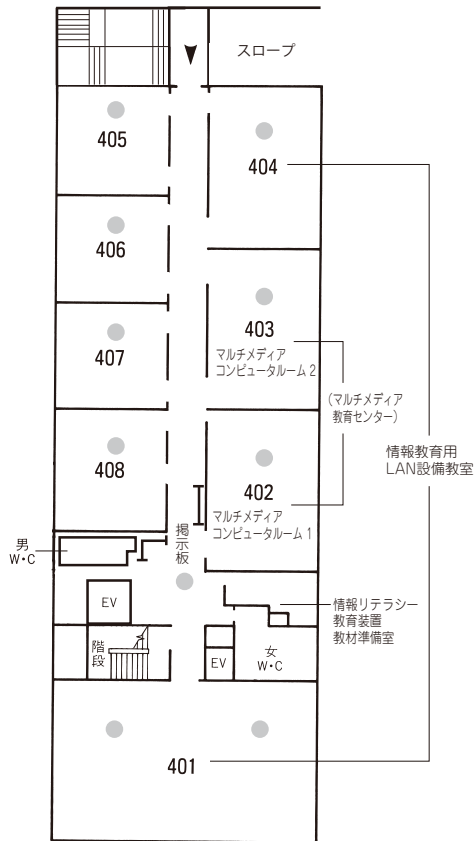 スロープ
405
404
406
403
マルチメディア
コンピュータルーム 2
407
(マルチメディア
教育センター)
情報教育用
LAN設備教室
408
402
マルチメディア
コンピュータルーム 1
掲示板
男
W・C
EV
情報リテラシー
教育装置
教材準備室
階段
EV
女
W・C
401